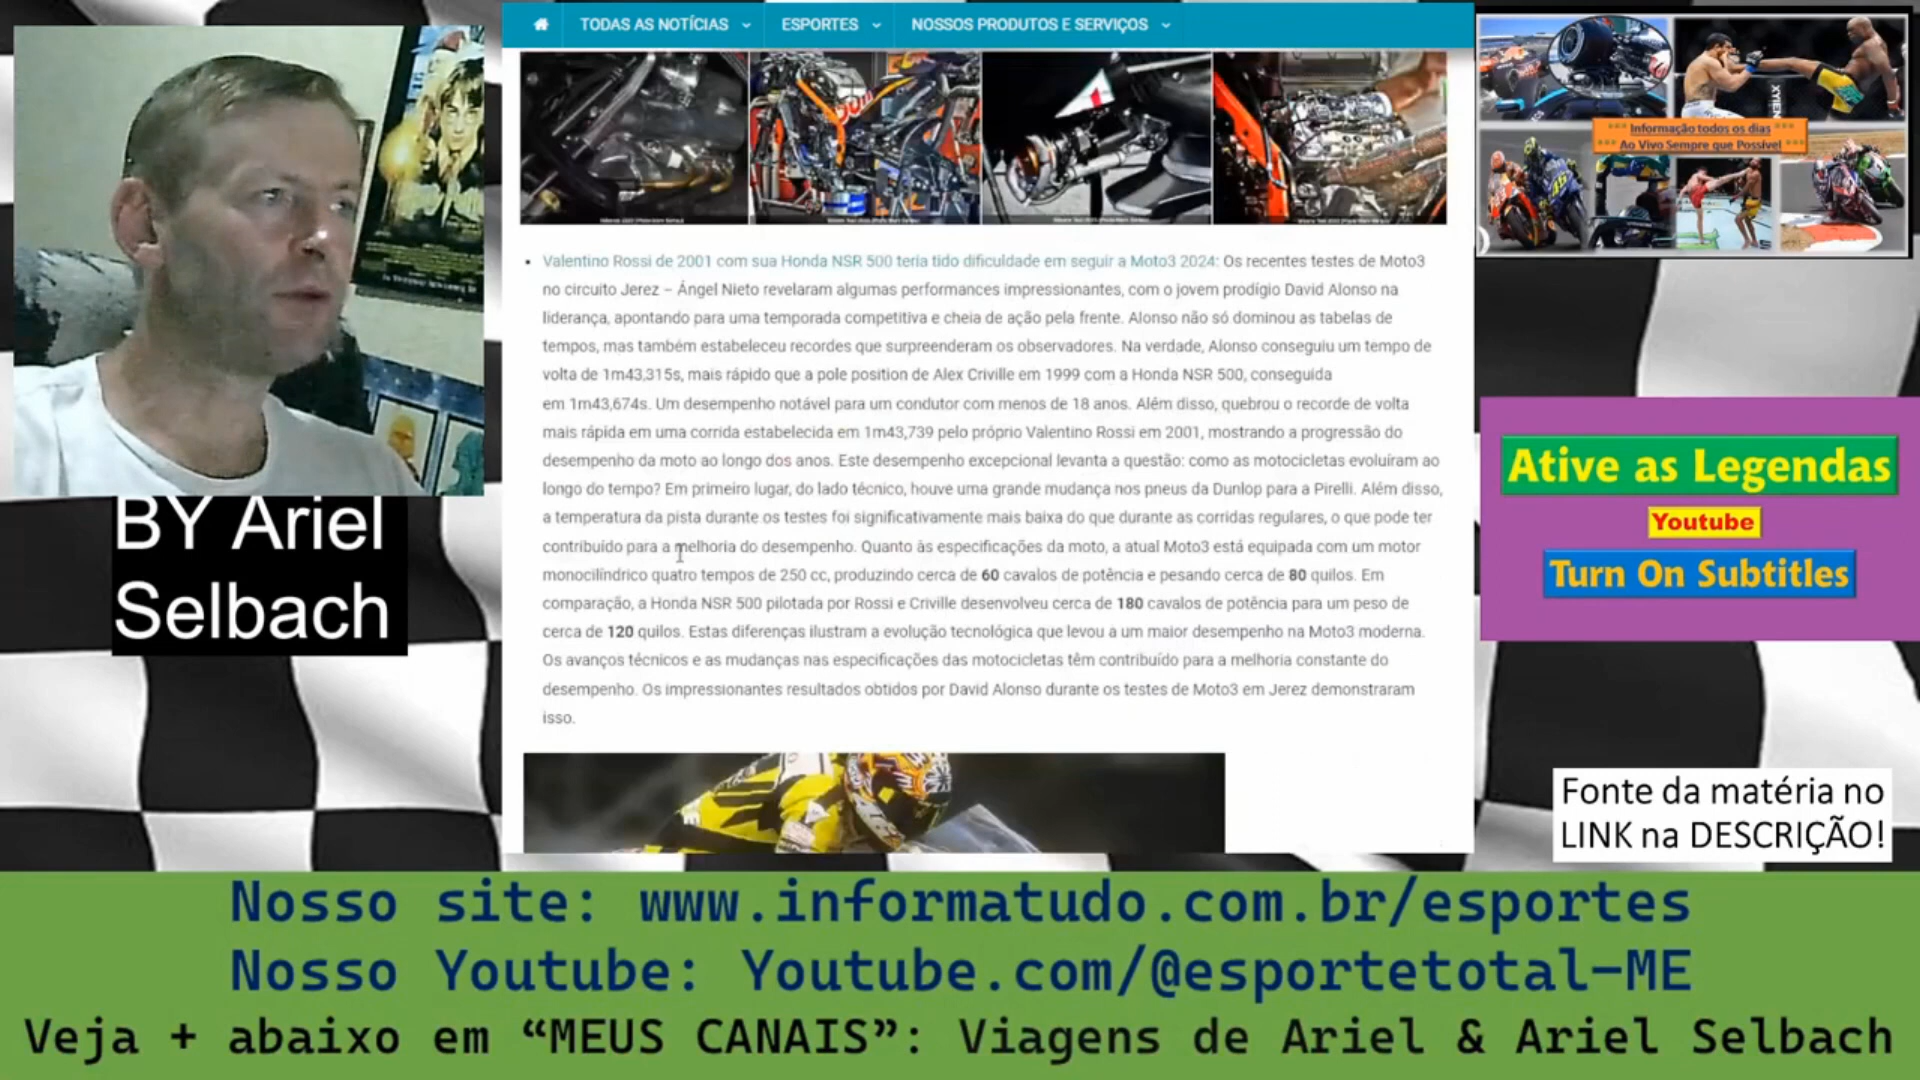 TODAS AS NOTÍCIAS
ESPORTES
NOSSOS PRODUTOS E SERVIÇOS
*** Informação todos os dias ***
*** Ao Vivo Sempre que Possível ***
Valentino Rossi de 2001 com sua Honda NSR 500 teria tido dificuldade em seguir a Moto3 2024: Os recentes testes de Moto3
no circuito Jerez – Ángel Nieto revelaram algumas performances impressionantes, com o jovem prodígio David Alonso na
liderança, apontando para uma temporada competitiva e cheia de ação pela frente. Alonso não só dominou as tabelas de
tempos, mas também estabeleceu recordes que surpreenderam os observadores. Na verdade, Alonso conseguiu um tempo de
volta de 1m43,315s, mais rápido que a pole position de Alex Criville em 1999 com a Honda NSR 500, conseguida
em 1m43,674s. Um desempenho notável para um condutor com menos de 18 anos. Além disso, quebrou o recorde de volta
mais rápida em uma corrida estabelecida em 1m43,739 pelo próprio Valentino Rossi em 2001, mostrando a progressão do
desempenho da moto ao longo dos anos. Este desempenho excepcional levanta a questão: como as motocicletas evoluíram ao
longo do tempo? Em primeiro lugar, do lado técnico, houve uma grande mudança nos pneus da Dunlop para a Pirelli. Além disso,
a temperatura da pista durante os testes foi significativamente mais baixa do que durante as corridas regulares, o que pode ter
contribuído para a melhoria do desempenho. Quanto às especificações da moto, a atual Moto3 está equipada com um motor
monocilíndrico quatro tempos de 250 cc, produzindo cerca de 60 cavalos de potência e pesando cerca de 80 quilos. Em
comparação, a Honda NSR 500 pilotada por Rossi e Criville desenvolveu cerca de 180 cavalos de potência para um peso de
cerca de 120 quilos. Estas diferenças ilustram a evolução tecnológica que levou a um maior desempenho na Moto3 moderna.
Os avanços técnicos e as mudanças nas especificações das motocicletas têm contribuído para a melhoria constante do
desempenho. Os impressionantes resultados obtidos por David Alonso durante os testes de Moto3 em Jerez demonstraram
isso.
BY Ariel
Selbach
Ative as Legendas
Youtube
Turn On Subtitles
Fonte da matéria no
LINK na DESCRIÇÃO!
Nosso site: www.informatudo.com.br/esportes
Nosso Youtube: Youtube.com/@esportetotal-ME
Veja + abaixo em “MEUS CANAIS”: Viagens de Ariel & Ariel Selbach